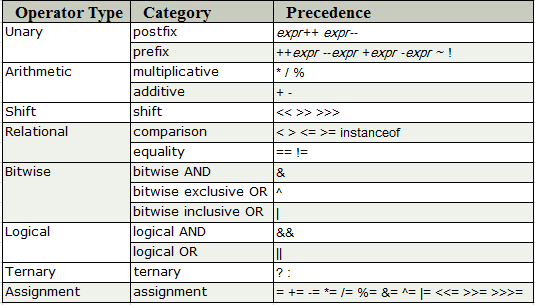 Operator Type Category Precedence
Unary postfix expr++ expr--
prefix ++expr --expr +expr -expr ~ !
Arithmetic multiplicative * / %
additive + -
Shift shift << >> >>>
Relational comparison < > <= >= instanceof
equality == !=
Bitwise bitwise AND &
bitwise exclusive OR ^
bitwise inclusive OR |
Logical logical AND &&
logical OR ||
Ternary ternary ? :
Assignment assignment = += -= *= /= %= &= ^= |= <<= >>= >>>=